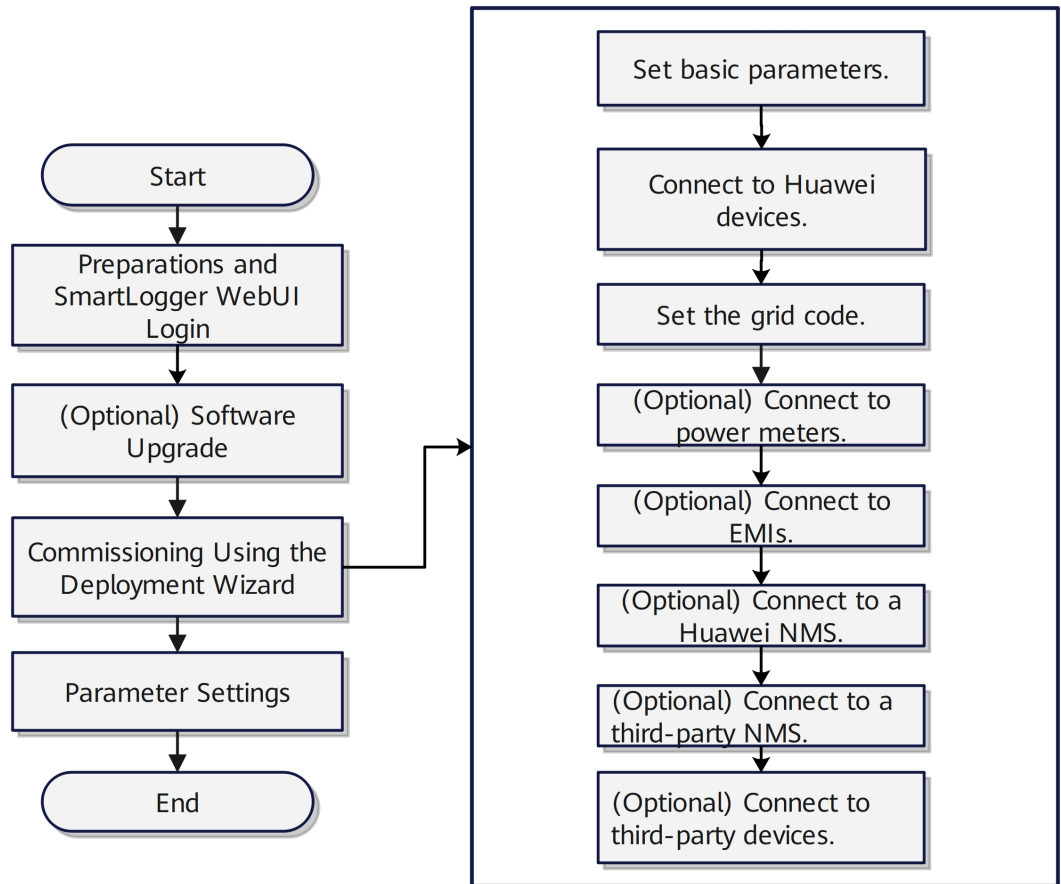 Start
Preparations and
SmartLogger WebUI
Login
(Optional) Software
Upgrade
Commissioning Using the
Deployment Wizard
Parameter Settings
End
Set basic parameters.
Connect to Huawei
devices.
Set the grid code.
(Optional) Connect to
power meters.
(Optional) Connect to
EMIs.
(Optional) Connect to a
Huawei NMS.
(Optional) Connect to a
third-party NMS.
(Optional) Connect to
third-party devices.